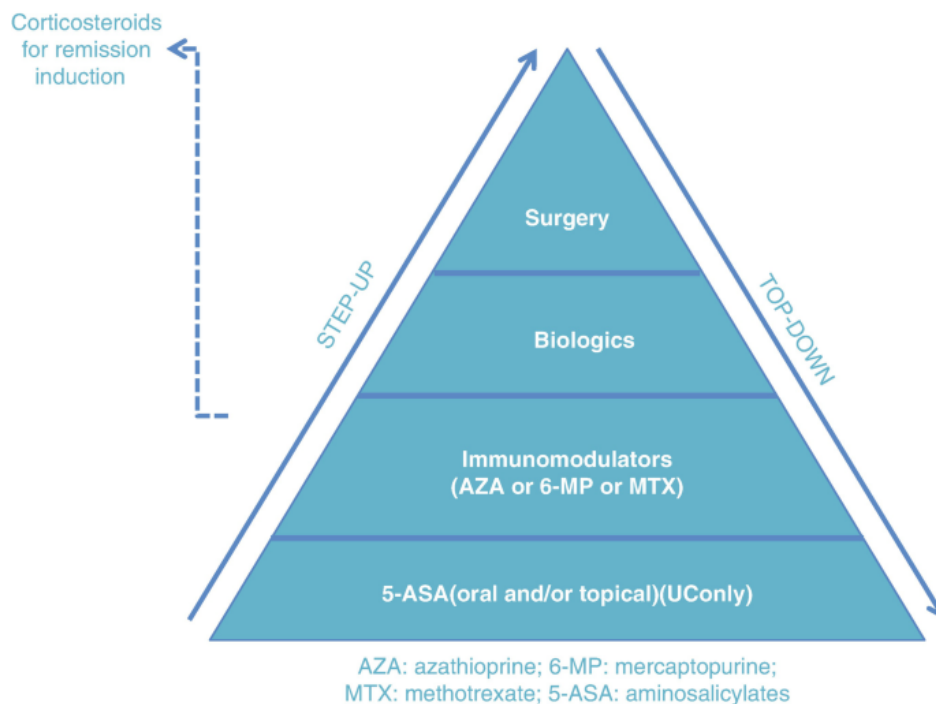 Corticosteroids
for remission
induction
STEP-UP
TOP-DOWN
Surgery
Biologics
Immunomodulators
(AZA or 6-MP or MTX)
5-ASA(oral and/or topical)(UConly)
AZA: azathioprine; 6-MP: mercaptopurine;
MTX: methotrexate; 5-ASA: aminosalicylates